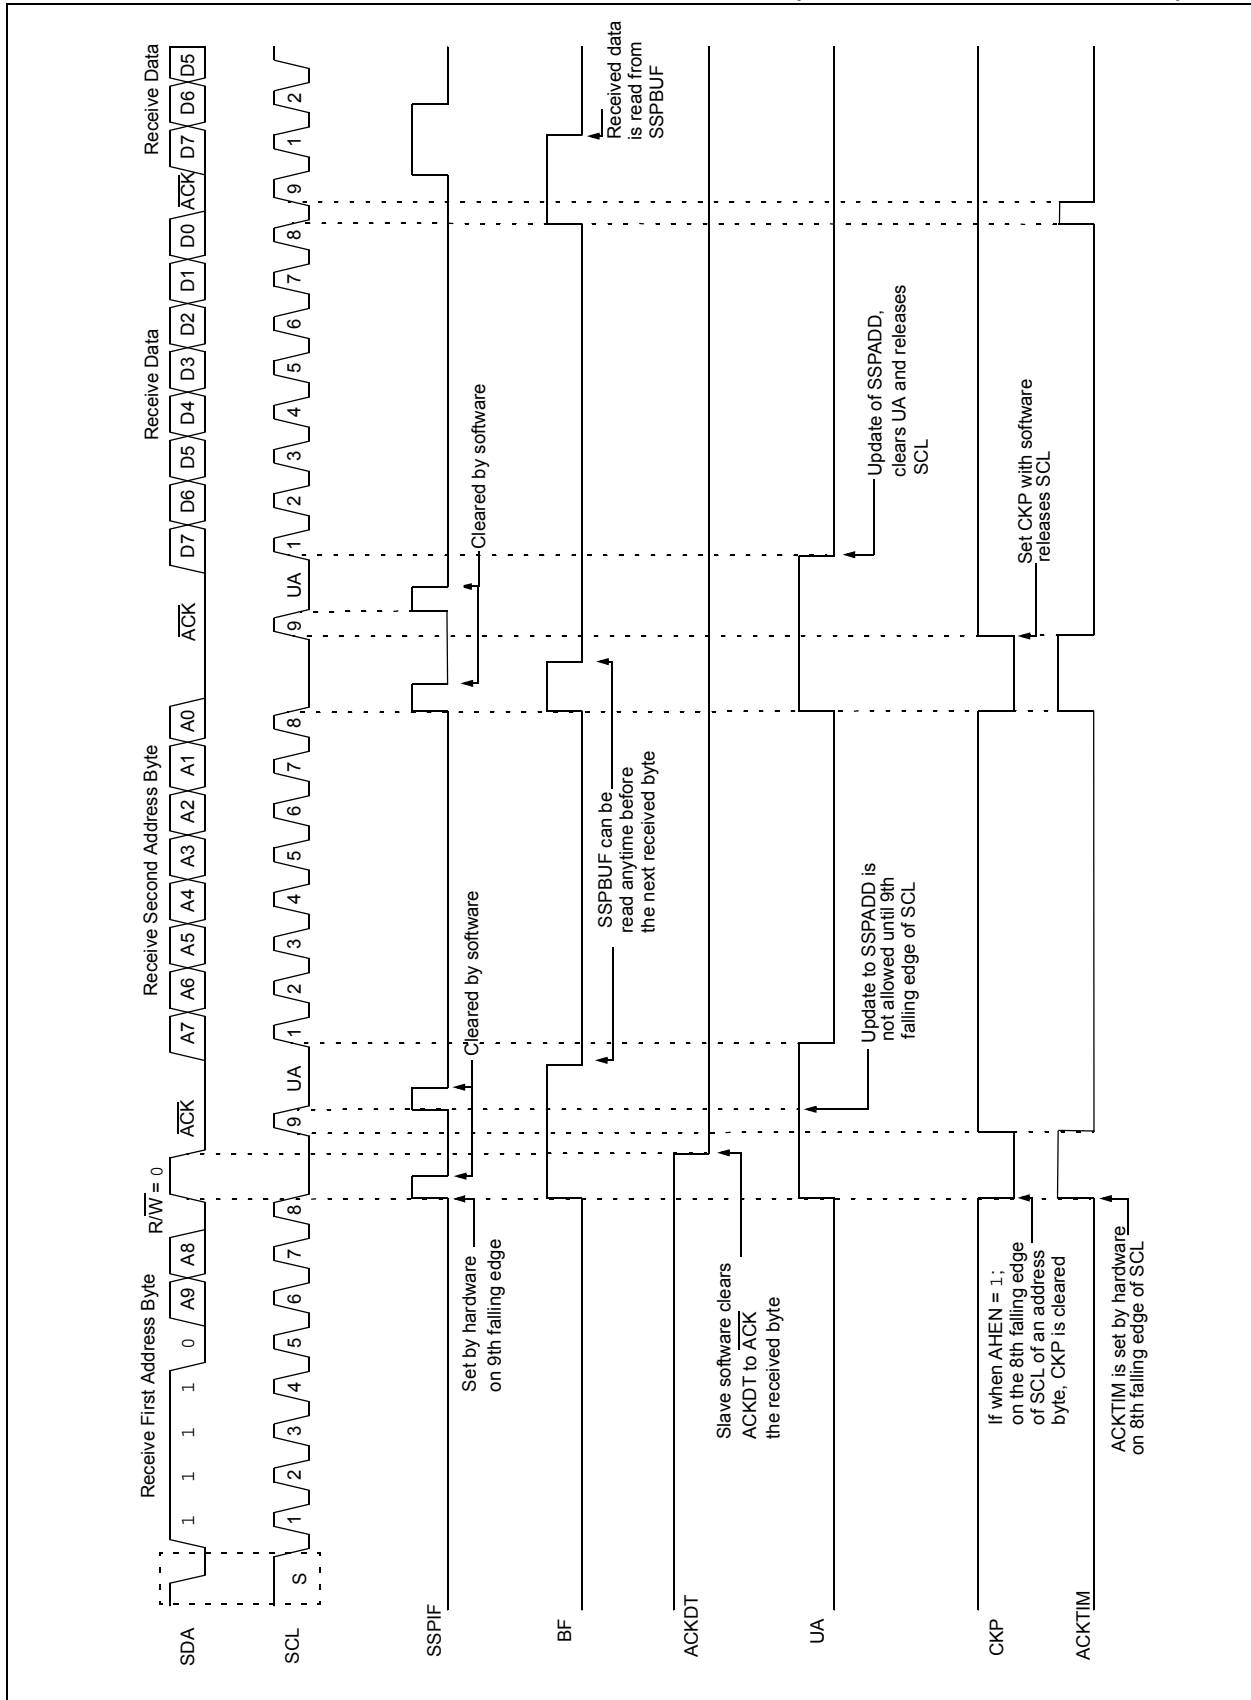 Receive First Address Byte
R/W = 0
ACK
Receive Second Address Byte
ACK
Receive Data
Receive Data
SDA
1 1 1 1 0 A9 A8
A7 A6 A5 A4 A3 A2 A1 A0
D7 D6 D5 D4 D3 D2 D1 D0 ACK D7 D6 D5
SCL
S 1 2 3 4 5 6 7 8 9 UA 1 2 3 4 5 6 7 8 9 UA 1 2 3 4 5 6 7 8 9 1 2
SSPIF
Set by hardware
on 9th falling edge
Cleared by software
Cleared by software
BF
SSPBUF can be
read anytime before
the next received byte
Received data
is read from
SSPBUF
ACKDT
Slave software clears
ACKDT to ACK
the received byte
UA
Update to SSPADD is
not allowed until 9th
falling edge of SCL
Update of SSPADD,
clears UA and releases
SCL
CKP
If when AHEN = 1;
on the 8th falling edge
of SCL of an address
byte, CKP is cleared
Set CKP with software
releases SCL
ACKTIM
ACKTIM is set by hardware
on 8th falling edge of SCL